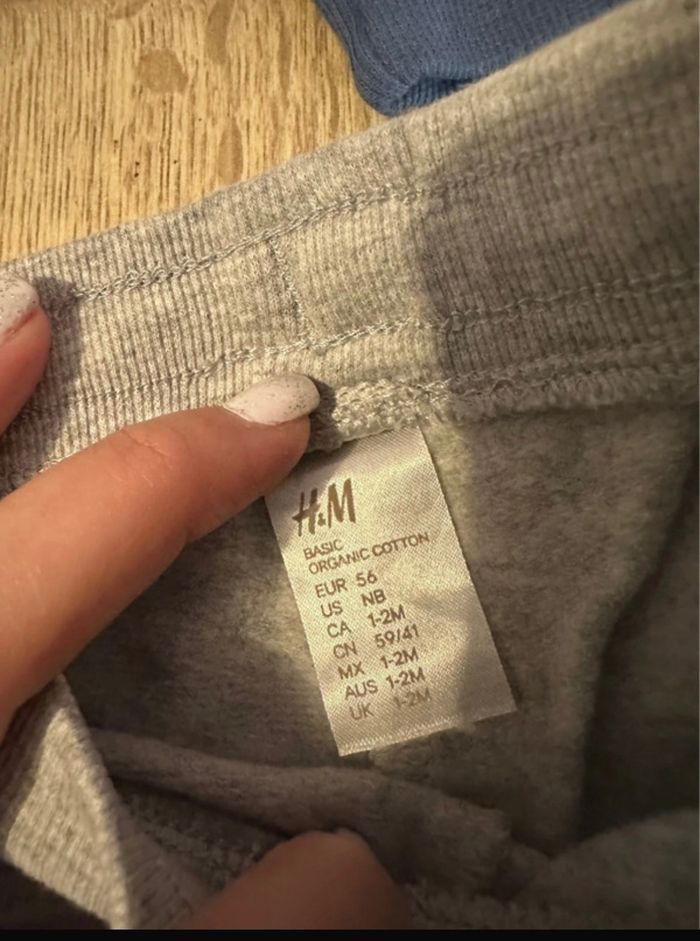 H&M
BASIC
ORGANIC COTTON
EUR 56
US NB
CA 1-2M
CN 59/41
MX 1-2M
AUS 1-2M
UK 1-2M